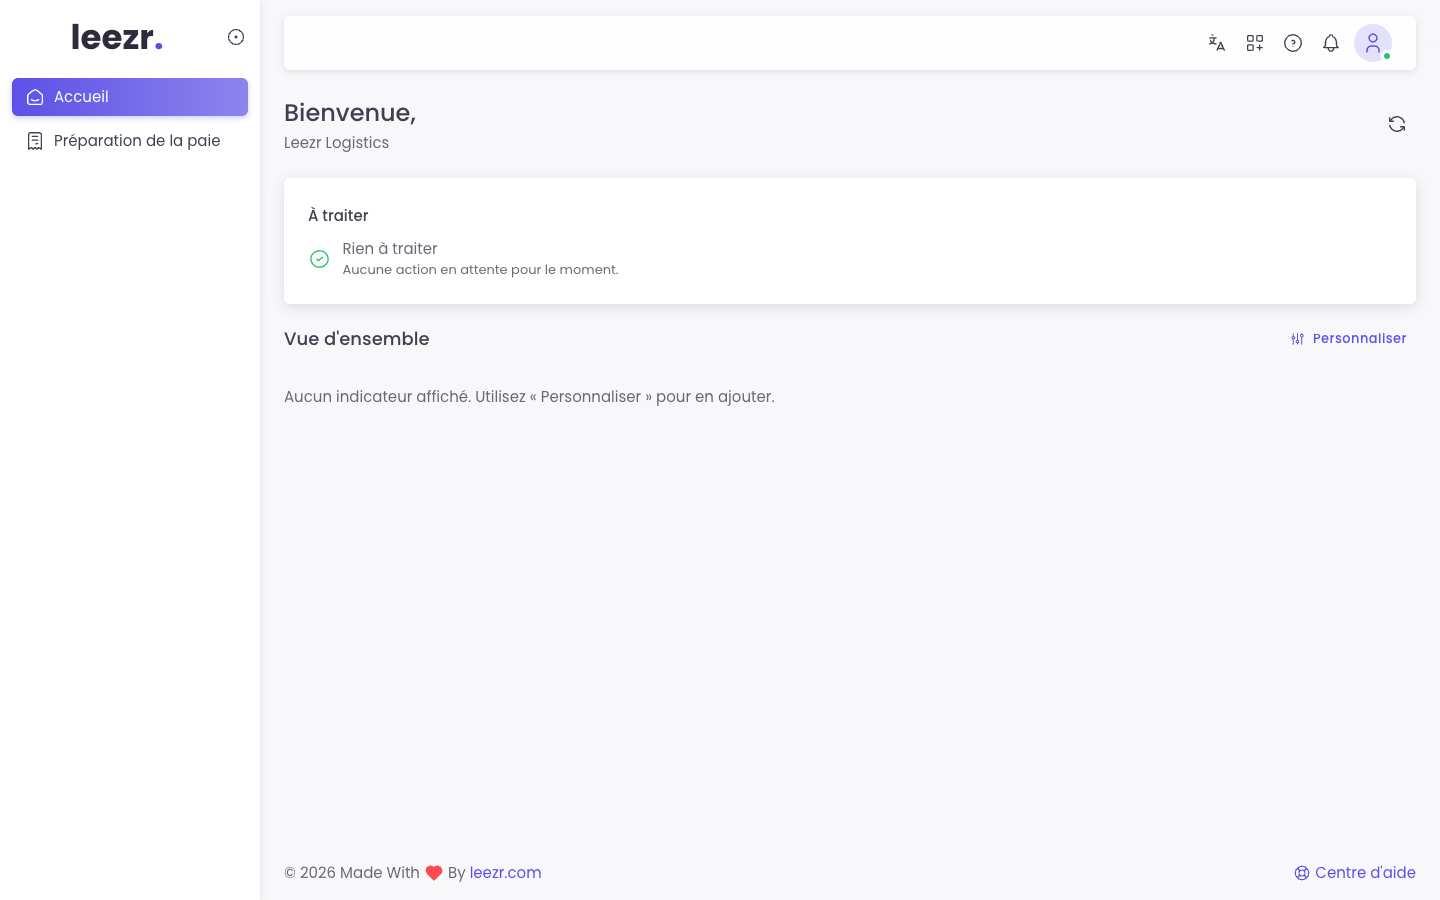 leezr.
Accueil
Préparation de la paie
Bienvenue,
Leezr Logistics
À traiter
Rien à traiter
Aucune action en attente pour le moment.
Vue d'ensemble
Personnaliser
Aucun indicateur affiché. Utilisez « Personnaliser » pour en ajouter.
© 2026 Made With By leezr.com
Centre d'aide